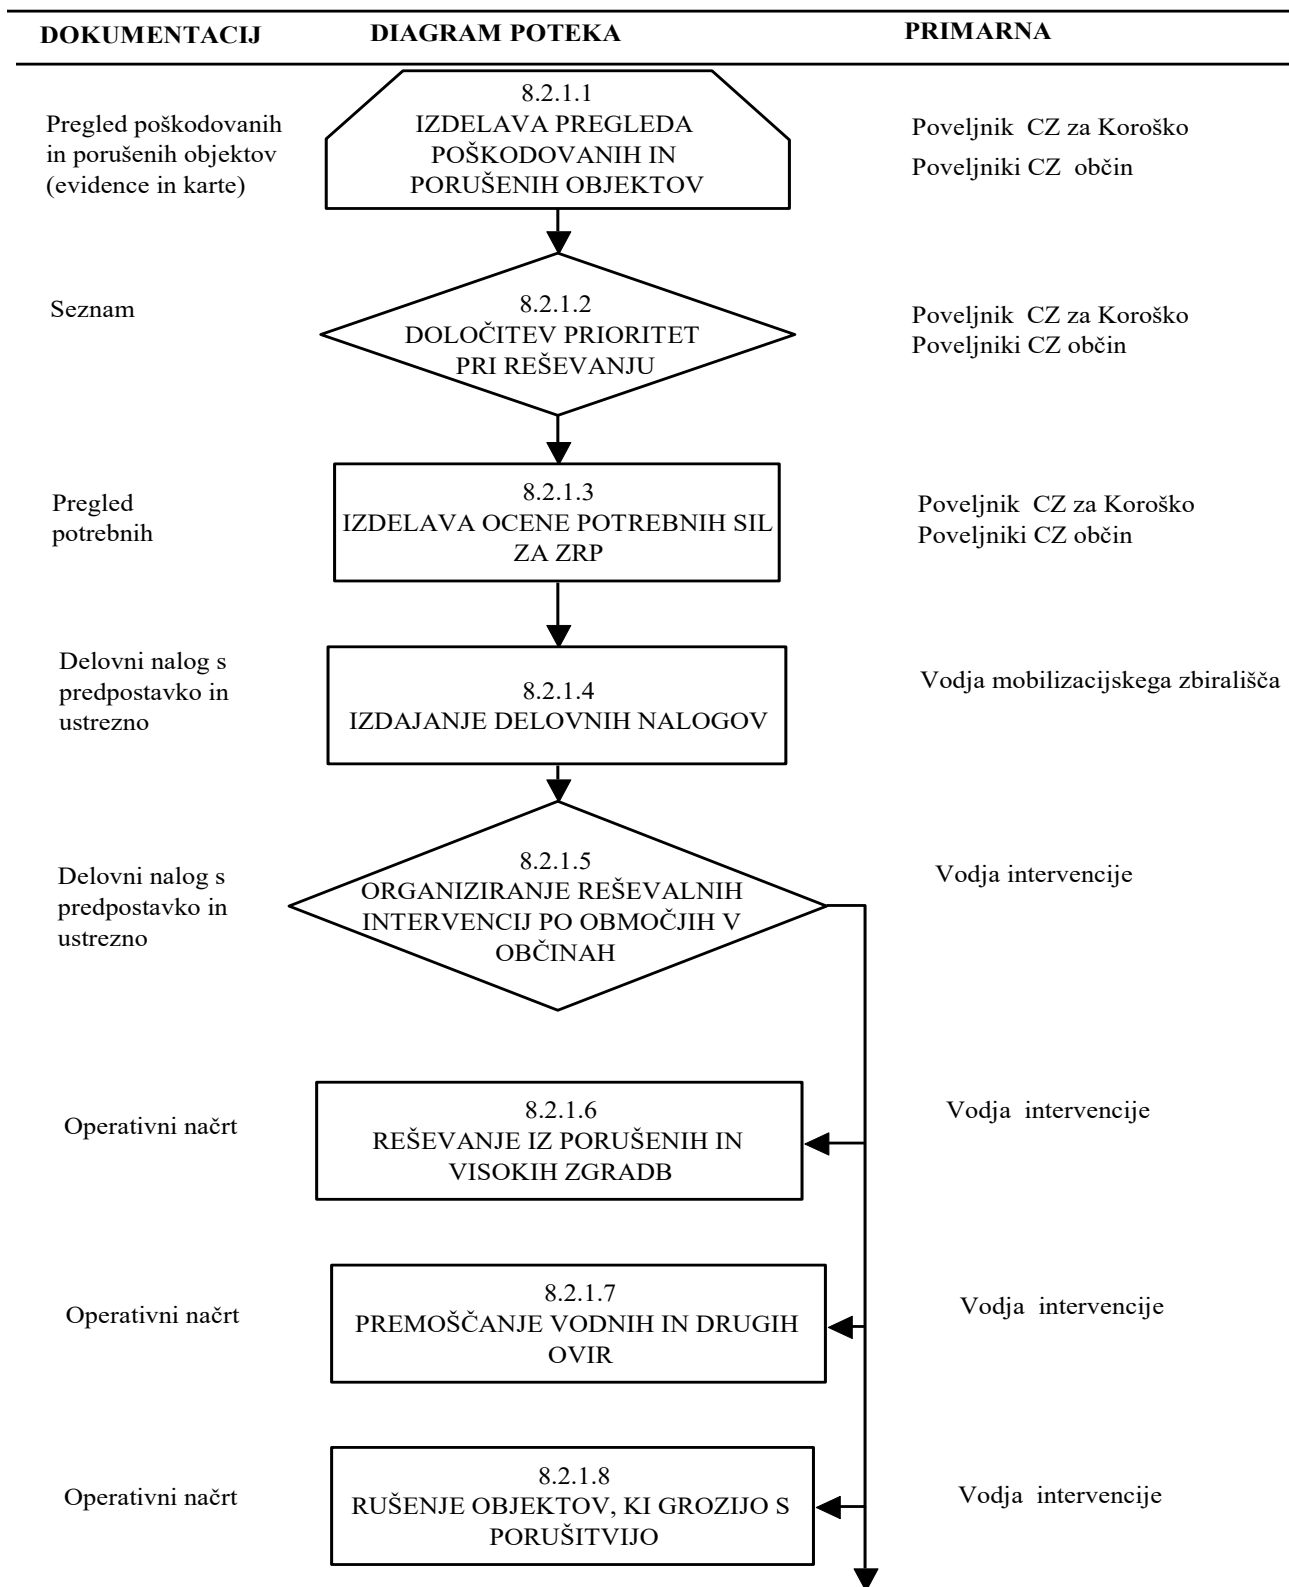 DOKUMENTACIJ
DIAGRAM POTEKA
PRIMARNA
Pregled poškodovanih
in porušenih objektov
(evidence in karte)
8.2.1.1
IZDELAVA PREGLEDA
POŠKODOVANIH IN
PORUŠENIH OBJEKTOV
Poveljnik CZ za Koroško
Poveljniki CZ občin
Seznam
8.2.1.2
DOLOČITEV PRIORITET
PRI REŠEVANJU
Poveljnik CZ za Koroško
Poveljniki CZ občin
Pregled
potrebnih
8.2.1.3
IZDELAVA OCENE POTREBNIH SIL
ZA ZRP
Poveljnik CZ za Koroško
Poveljniki CZ občin
Delovni nalog s
predpostavko in
ustrezno
8.2.1.4
IZDAJANJE DELOVNIH NALOGOV
Vodja mobilizacijskega zbirališča
Delovni nalog s
predpostavko in
ustrezno
8.2.1.5
ORGANIZIRANJE REŠEVALNIH
INTERVENCIJ PO OBMOČJIH V
OBČINAH
Vodja intervencije
Operativni načrt
8.2.1.6
REŠEVANJE IZ PORUŠENIH IN
VISOKIH ZGRADB
Vodja intervencije
Operativni načrt
8.2.1.7
PREMOŠČANJE VODNIH IN DRUGIH
OVIR
Vodja intervencije
Operativni načrt
8.2.1.8
RUŠENJE OBJEKTOV, KI GROZIJO S
PORUŠITVIJO
Vodja intervencije